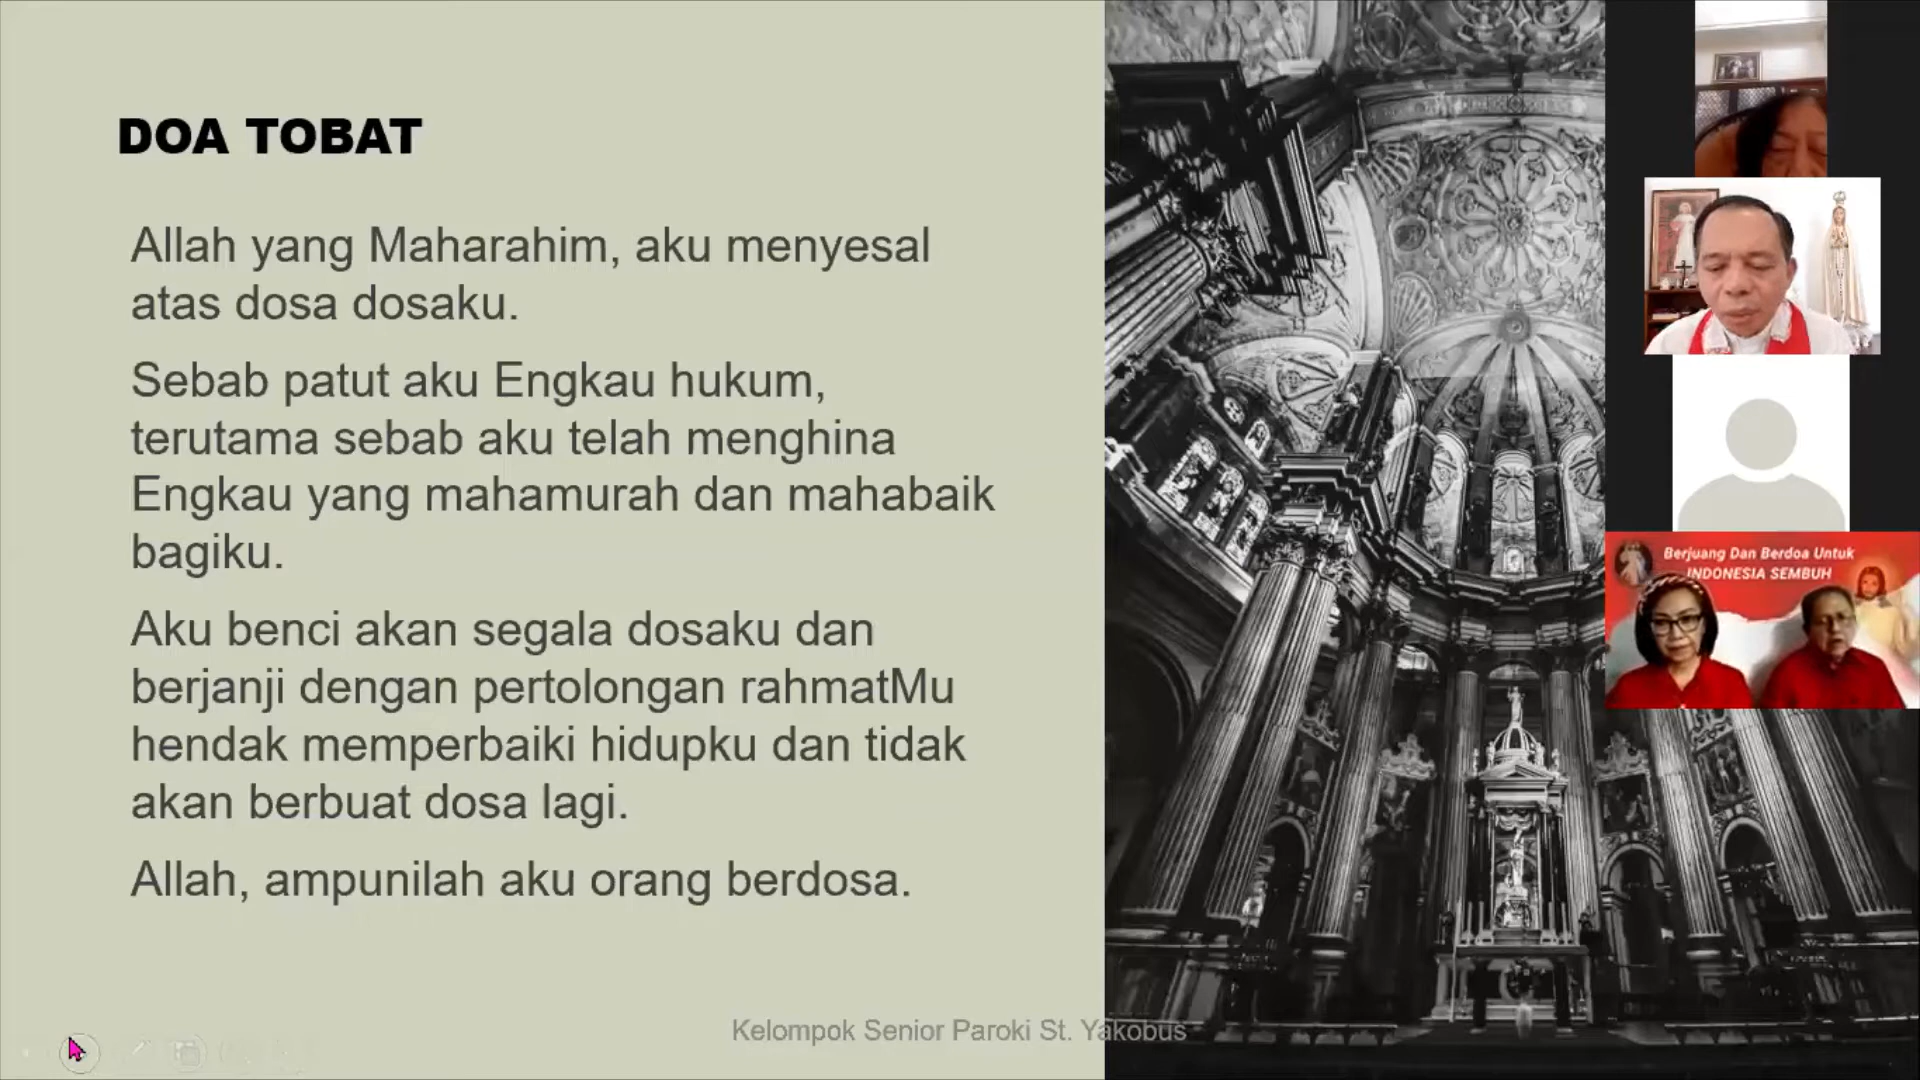 DOA TOBAT
Allah yang Maharahim, aku menyesal
atas dosa dosaku.
Sebab patut aku Engkau hukum,
terutama sebab aku telah menghina
Engkau yang mahamurah dan mahabaik
bagiku.
Aku benci akan segala dosaku dan
berjanji dengan pertolongan rahmatMu
hendak memperbaiki hidupku dan tidak
akan berbuat dosa lagi.
Allah, ampunilah aku orang berdosa.
Kelompok Senior Paroki St. Yakobus
Berjuang Dan Berdoa Untuk
INDONESIA SEMBUH